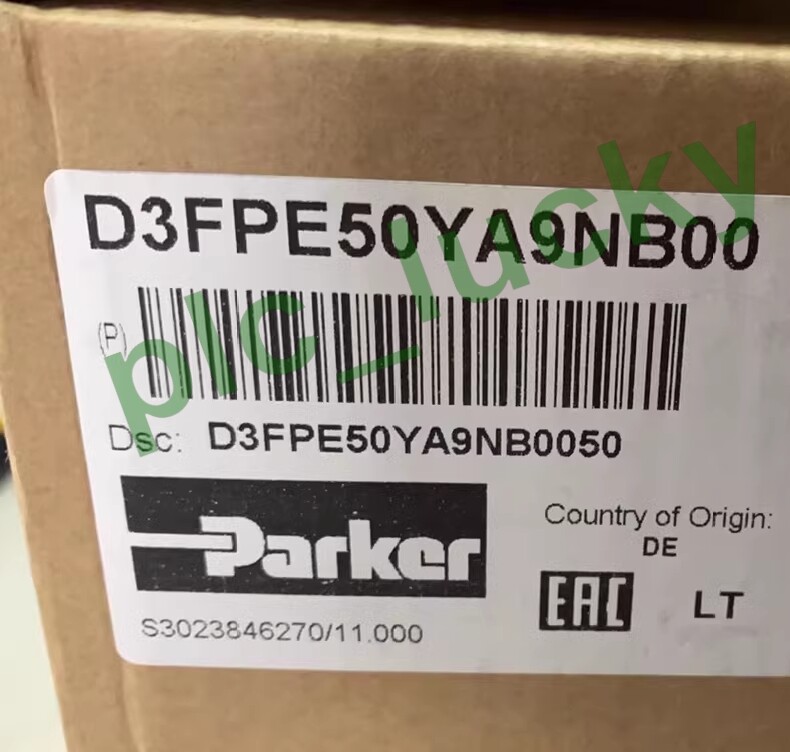 D3FPE50YA9NB00
(P)
Dsc: D3FPE50YA9NB0050
Parker
Country of Origin:
DE
EAC
LT
S3023846270/11.000
plc_lucky